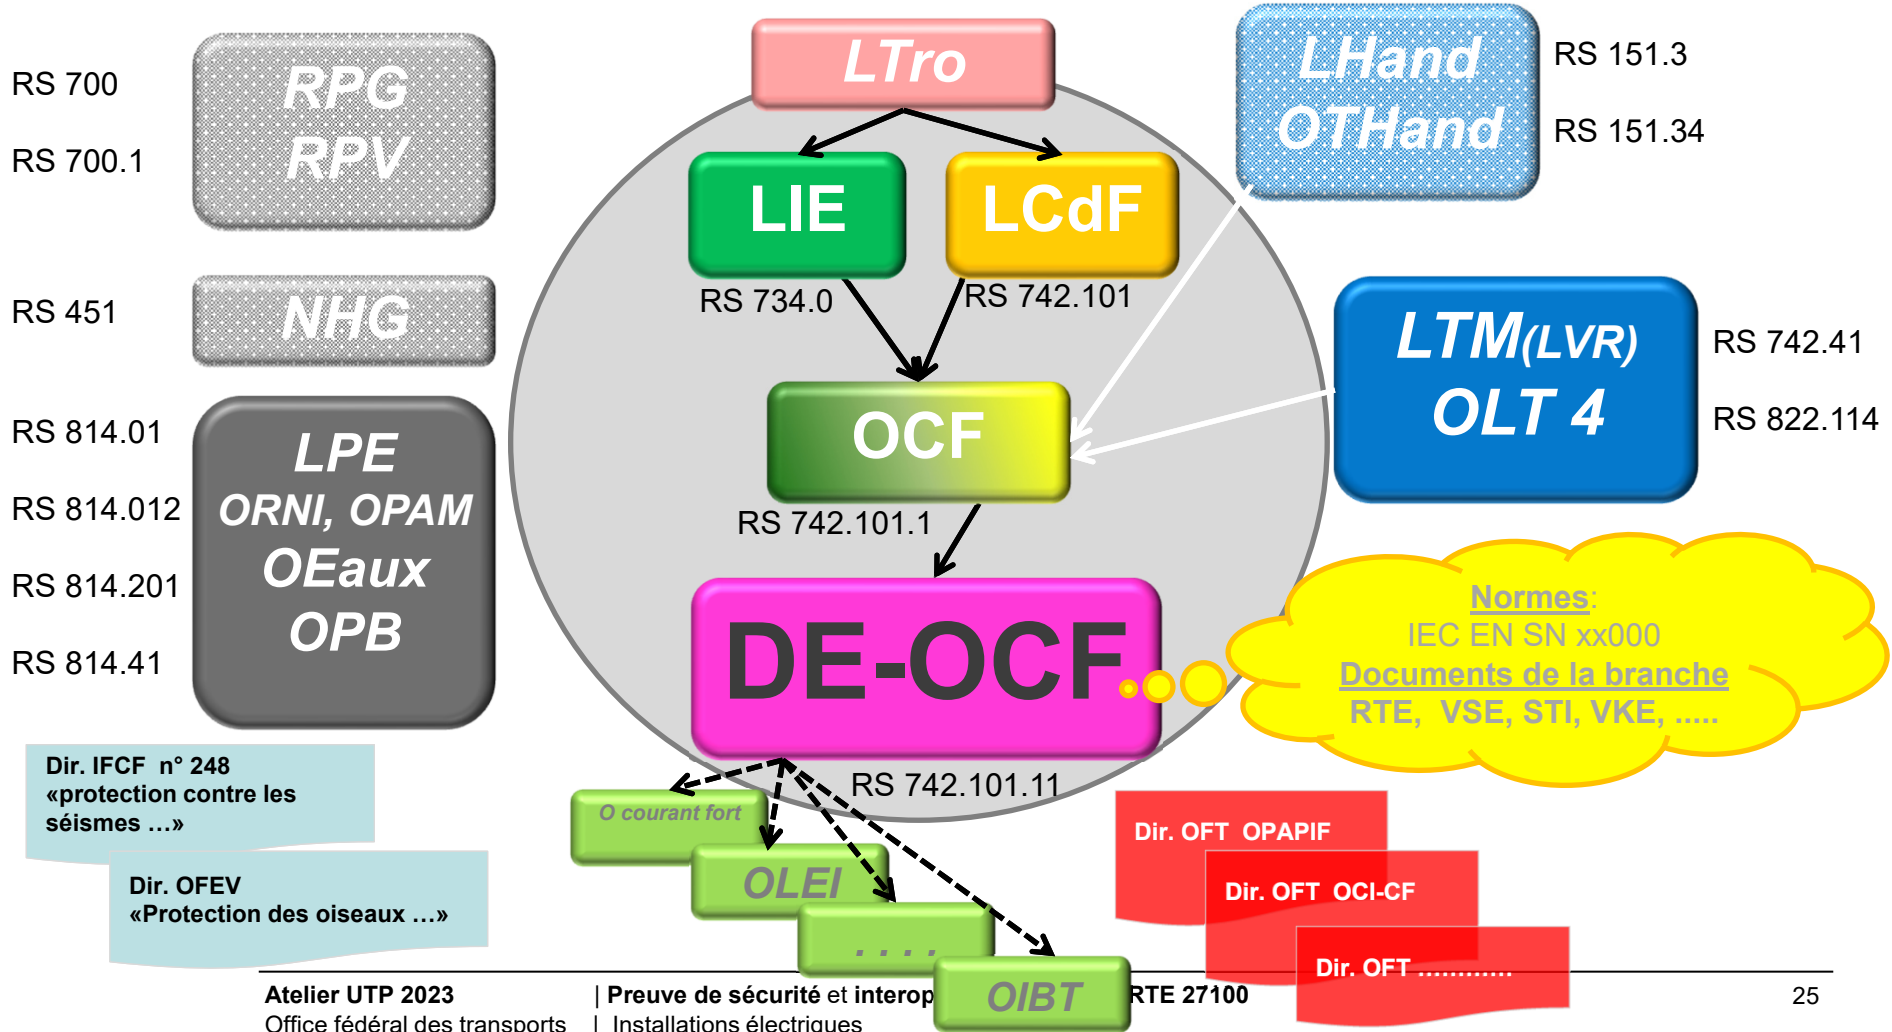 RS 700
RS 700.1
RPG
RPV
RS 451
NHG
RS 814.01
RS 814.012
RS 814.201
RS 814.41
LPE
ORNI, OPAM
OEaux
OPB
LTro
LIE
LCdF
RS 734.0
RS 742.101
OCF
RS 742.101.1
DE-OCF
RS 742.101.11
LHand
OTHand
RS 151.3
RS 151.34
LTM(LVR)
OLT 4
RS 742.41
RS 822.114
Normes:
IEC EN SN xx000
Documents de la branche
RTE, VSE, STI, VKE, .....
Dir. IFCF n° 248
«protection contre les
séismes …»
Dir. OFEV
«Protection des oiseaux …»
O courant fort
OLEI
. . . .
OIBT
Dir. OFT OPAPIF
Dir. OFT OCI-CF
Dir. OFT …………
Atelier UTP 2023 | Preuve de sécurité et interop RTE 27100 25
Office fédéral des transports | Installations électriques